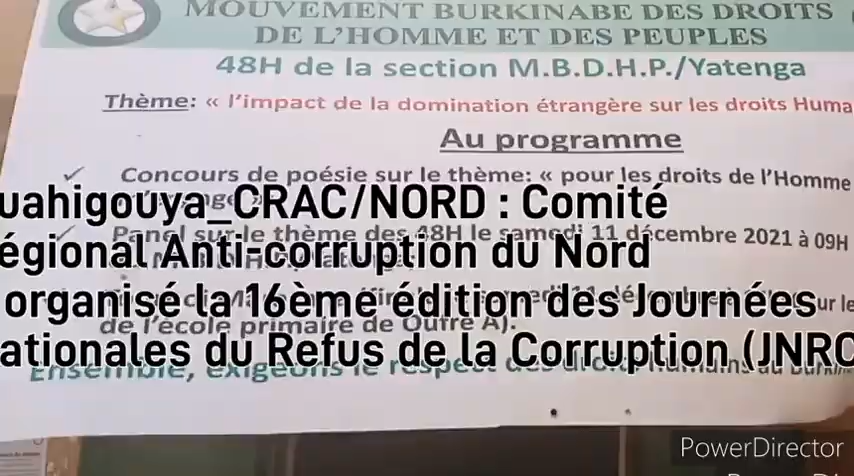 MOUVEMENT BURKINABE DES DROITS
DE L'HOMME ET DES PEUPLES
48H de la section M.B.D.H.P./Yatenga
Thème: « l'impact de la domination étrangère sur les droits Huma
Au programme
✓ Concours de poésie sur le thème: « pour les droits de l'Homme
uahigouya_CRAC/NORD : Comité
✓ Panel sur le thème des 48H le samedi 11 décembre 2021 à 09H
égional Anti-corruption du Nord
organisé la 16ème édition des Journées
de l'école primaire de Outre A).
ationales du Refus de la Corruption (JNRC
Ensemble, exigeons le respect des droits humains au Burkin
PowerDirector